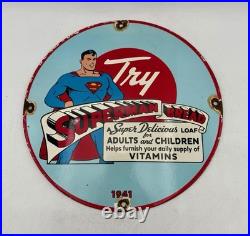 Try
SUPERMAN BREAD
A Super Delicious LOAF
for
ADULTS AND CHILDREN
Helps furnish your daily supply of
VITAMINS
1941